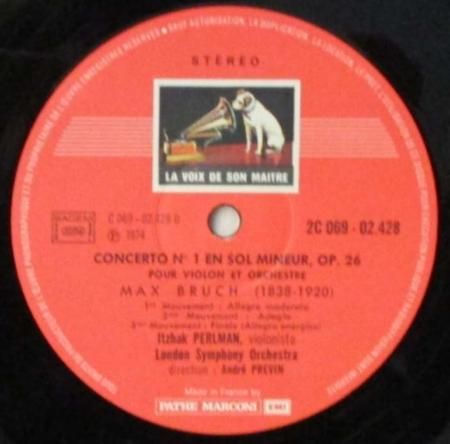 STEREO
LA VOIX DE SON MAITRE
C 069 - 02.428 B
2C 069 - 02.428
℗ 1974
CONCERTO Nº 1 EN SOL MINEUR, OP. 26
POUR VIOLON ET ORCHESTRE
MAX BRUCH (1838-1920)
1er Mouvement : Allegro moderato
2me Mouvement : Adagio
3me Mouvement : Finale (Allegro energico)
Itzhak PERLMAN, violoniste
London Symphony Orchestra
direction : André PREVIN
Made in France by
PATHE MARCONI EMI